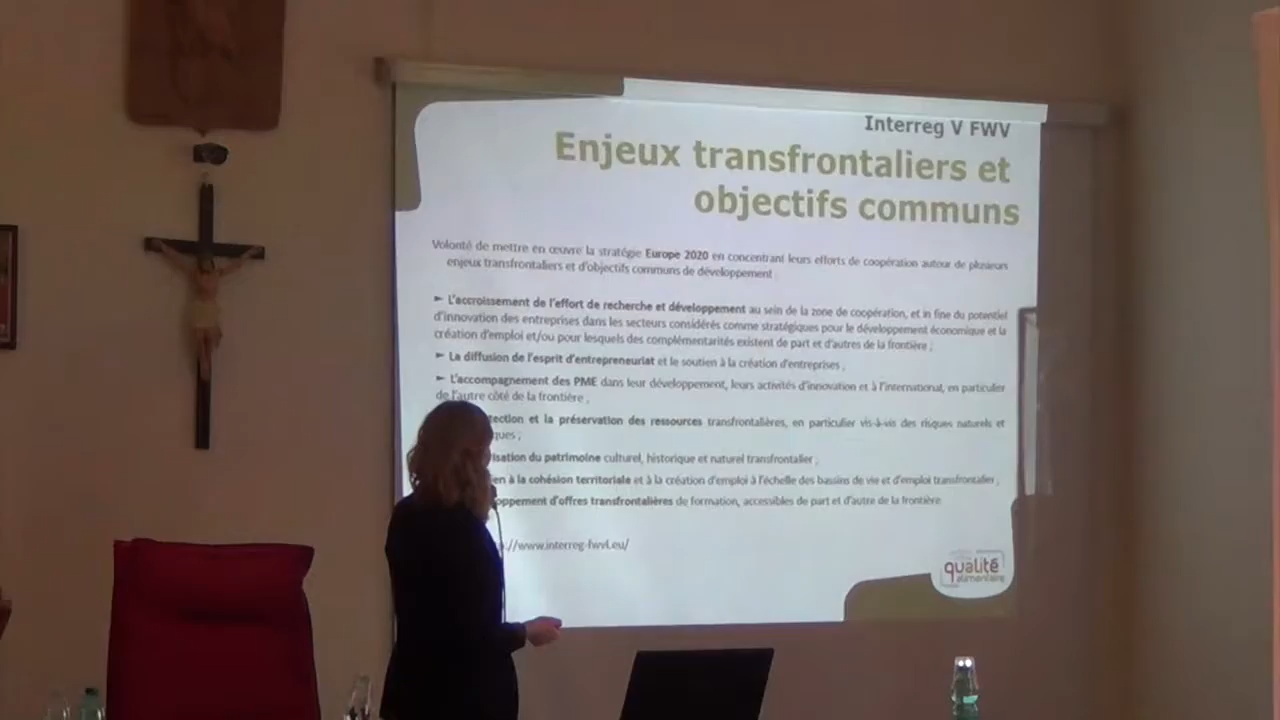 Interreg V FWV
Enjeux transfrontaliers et
objectifs communs
Volonté de mettre en œuvre la stratégie Europe 2020 en concentrant leurs efforts de coopération autour de plusieurs
enjeux transfrontaliers et d'objectifs communs de développement
► L'accroissement de l'effort de recherche et développement au sein de la zone de coopération, et in fine du potentiel
d'innovation des entreprises dans les secteurs considérés comme stratégiques pour le développement économique et la
création d'emploi et/ou pour lesquels des complémentarités existent de part et d'autres de la frontière ;
► La diffusion de l'esprit d'entrepreneuriat et le soutien à la création d'entreprises ;
► L'accompagnement des PME dans leur développement, leurs activités d'innovation et à l'international, en particulier
de l'autre côté de la frontière ;
tection et la préservation des ressources transfrontalières, en particulier vis-à-vis des risques naturels et
ques ;
isation du patrimoine culturel, historique et naturel transfrontalier ;
en à la cohésion territoriale et à la création d'emploi à l'échelle des bassins de vie et d'emploi transfrontalier ;
oppement d'offres transfrontalières de formation, accessibles de part et d'autre de la frontière
://www.interreg-fwvl.eu/
qualité
alimentaire